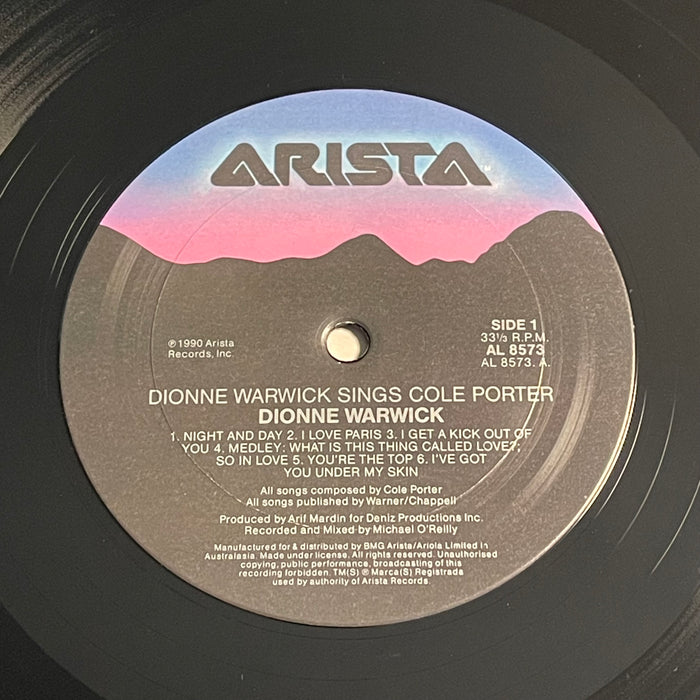 ARISTA
SIDE 1
33⅓ R.P.M.
AL 8573
AL 8573. A.
℗ 1990 Arista
Records, Inc.
DIONNE WARWICK SINGS COLE PORTER
DIONNE WARWICK
1. NIGHT AND DAY 2. I LOVE PARIS 3. I GET A KICK OUT OF
YOU 4. MEDLEY: WHAT IS THIS THING CALLED LOVE?;
SO IN LOVE 5. YOU'RE THE TOP 6. I'VE GOT
YOU UNDER MY SKIN
All songs composed by Cole Porter
All songs published by Warner/Chappell
Produced by Arif Mardin for Deniz Productions Inc.
Recorded and Mixed by Michael O'Reilly
Manufactured for & distributed by BMG Arista/Ariola Limited in
Australasia. Made under license. All rights reserved. Unauthorised
copying, public performance, broadcasting of this
recording forbidden. TM(S) ® Marca(S) Registrada
used by authority of Arista Records.